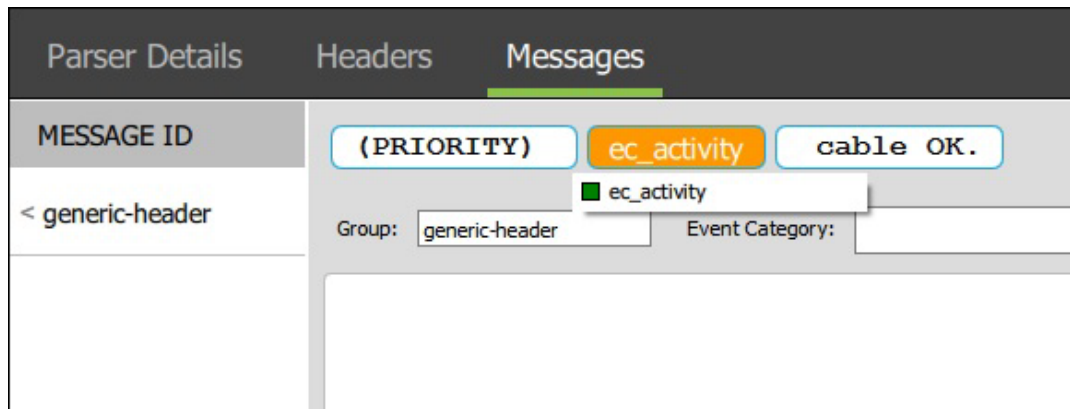 Parser Details Headers Messages
MESSAGE ID
(PRIORITY) ec_activity cable OK.
ec_activity
< generic-header
Group: generic-header Event Category: